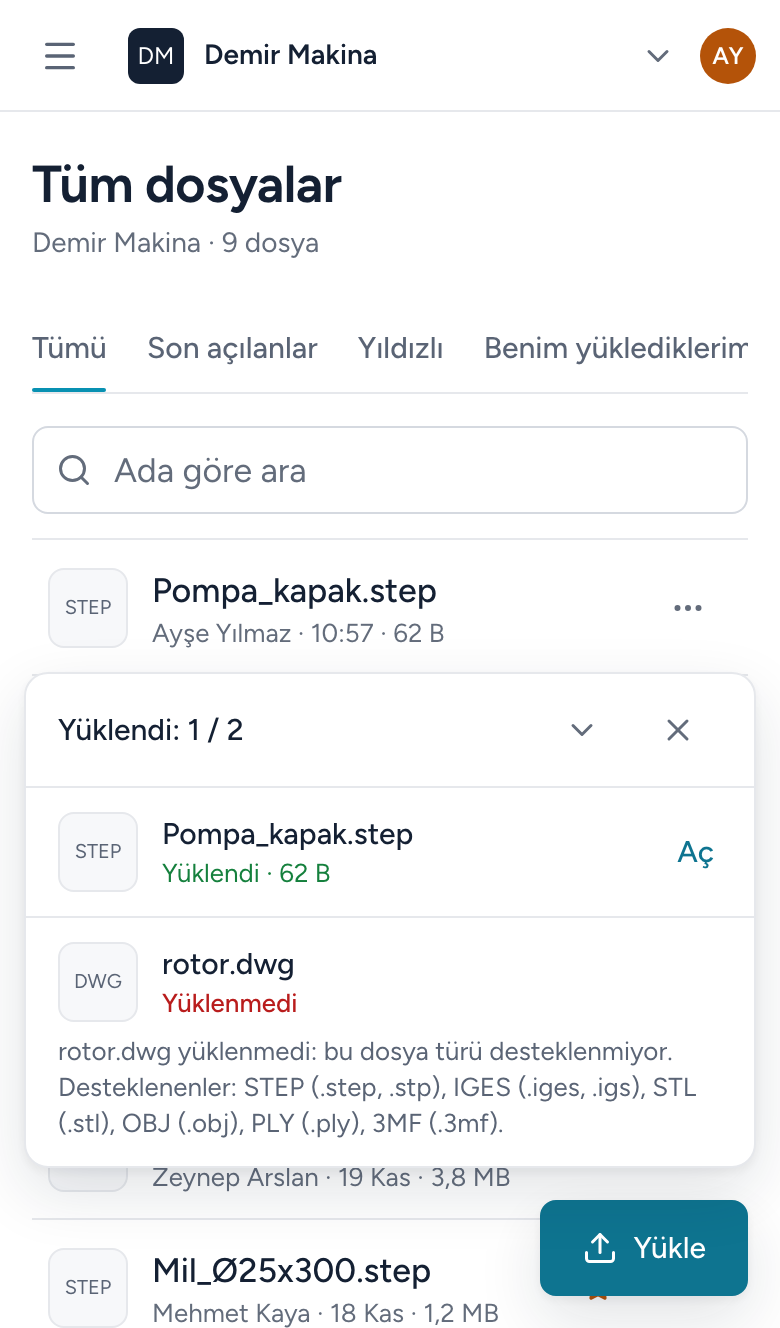 DM Demir Makina AY
Tüm dosyalar
Demir Makina · 9 dosya
Tümü Son açılanlar Yıldızlı Benim yüklediklerim
Ada göre ara
STEP Pompa_kapak.step
Ayşe Yılmaz · 10:57 · 62 B
Yüklendi: 1 / 2
STEP Pompa_kapak.step Aç
Yüklendi · 62 B
DWG rotor.dwg
Yüklenmedi
rotor.dwg yüklenmedi: bu dosya türü desteklenmiyor.
Desteklenenler: STEP (.step, .stp), IGES (.iges, .igs), STL
(.stl), OBJ (.obj), PLY (.ply), 3MF (.3mf).
Zeynep Arslan · 19 Kas · 3,8 MB
Yükle
STEP Mil_Ø25x300.step
Mehmet Kaya · 18 Kas · 1,2 MB